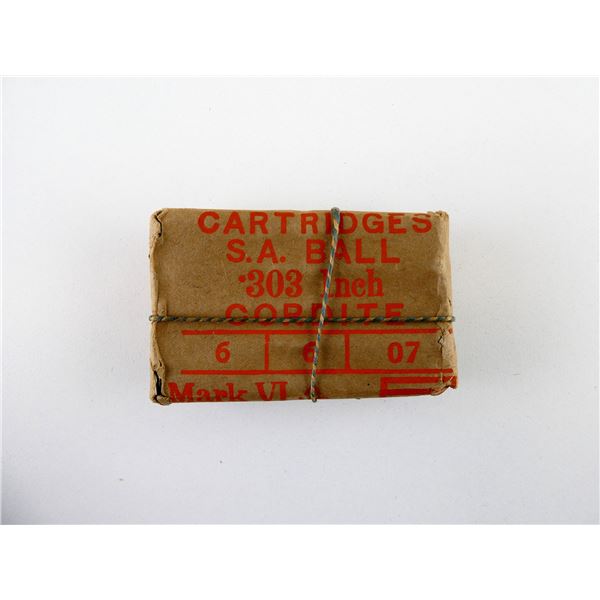 CARTRIDGES
S.A. BALL
·303 Inch
CORDITE
6 6 07
Mark VI